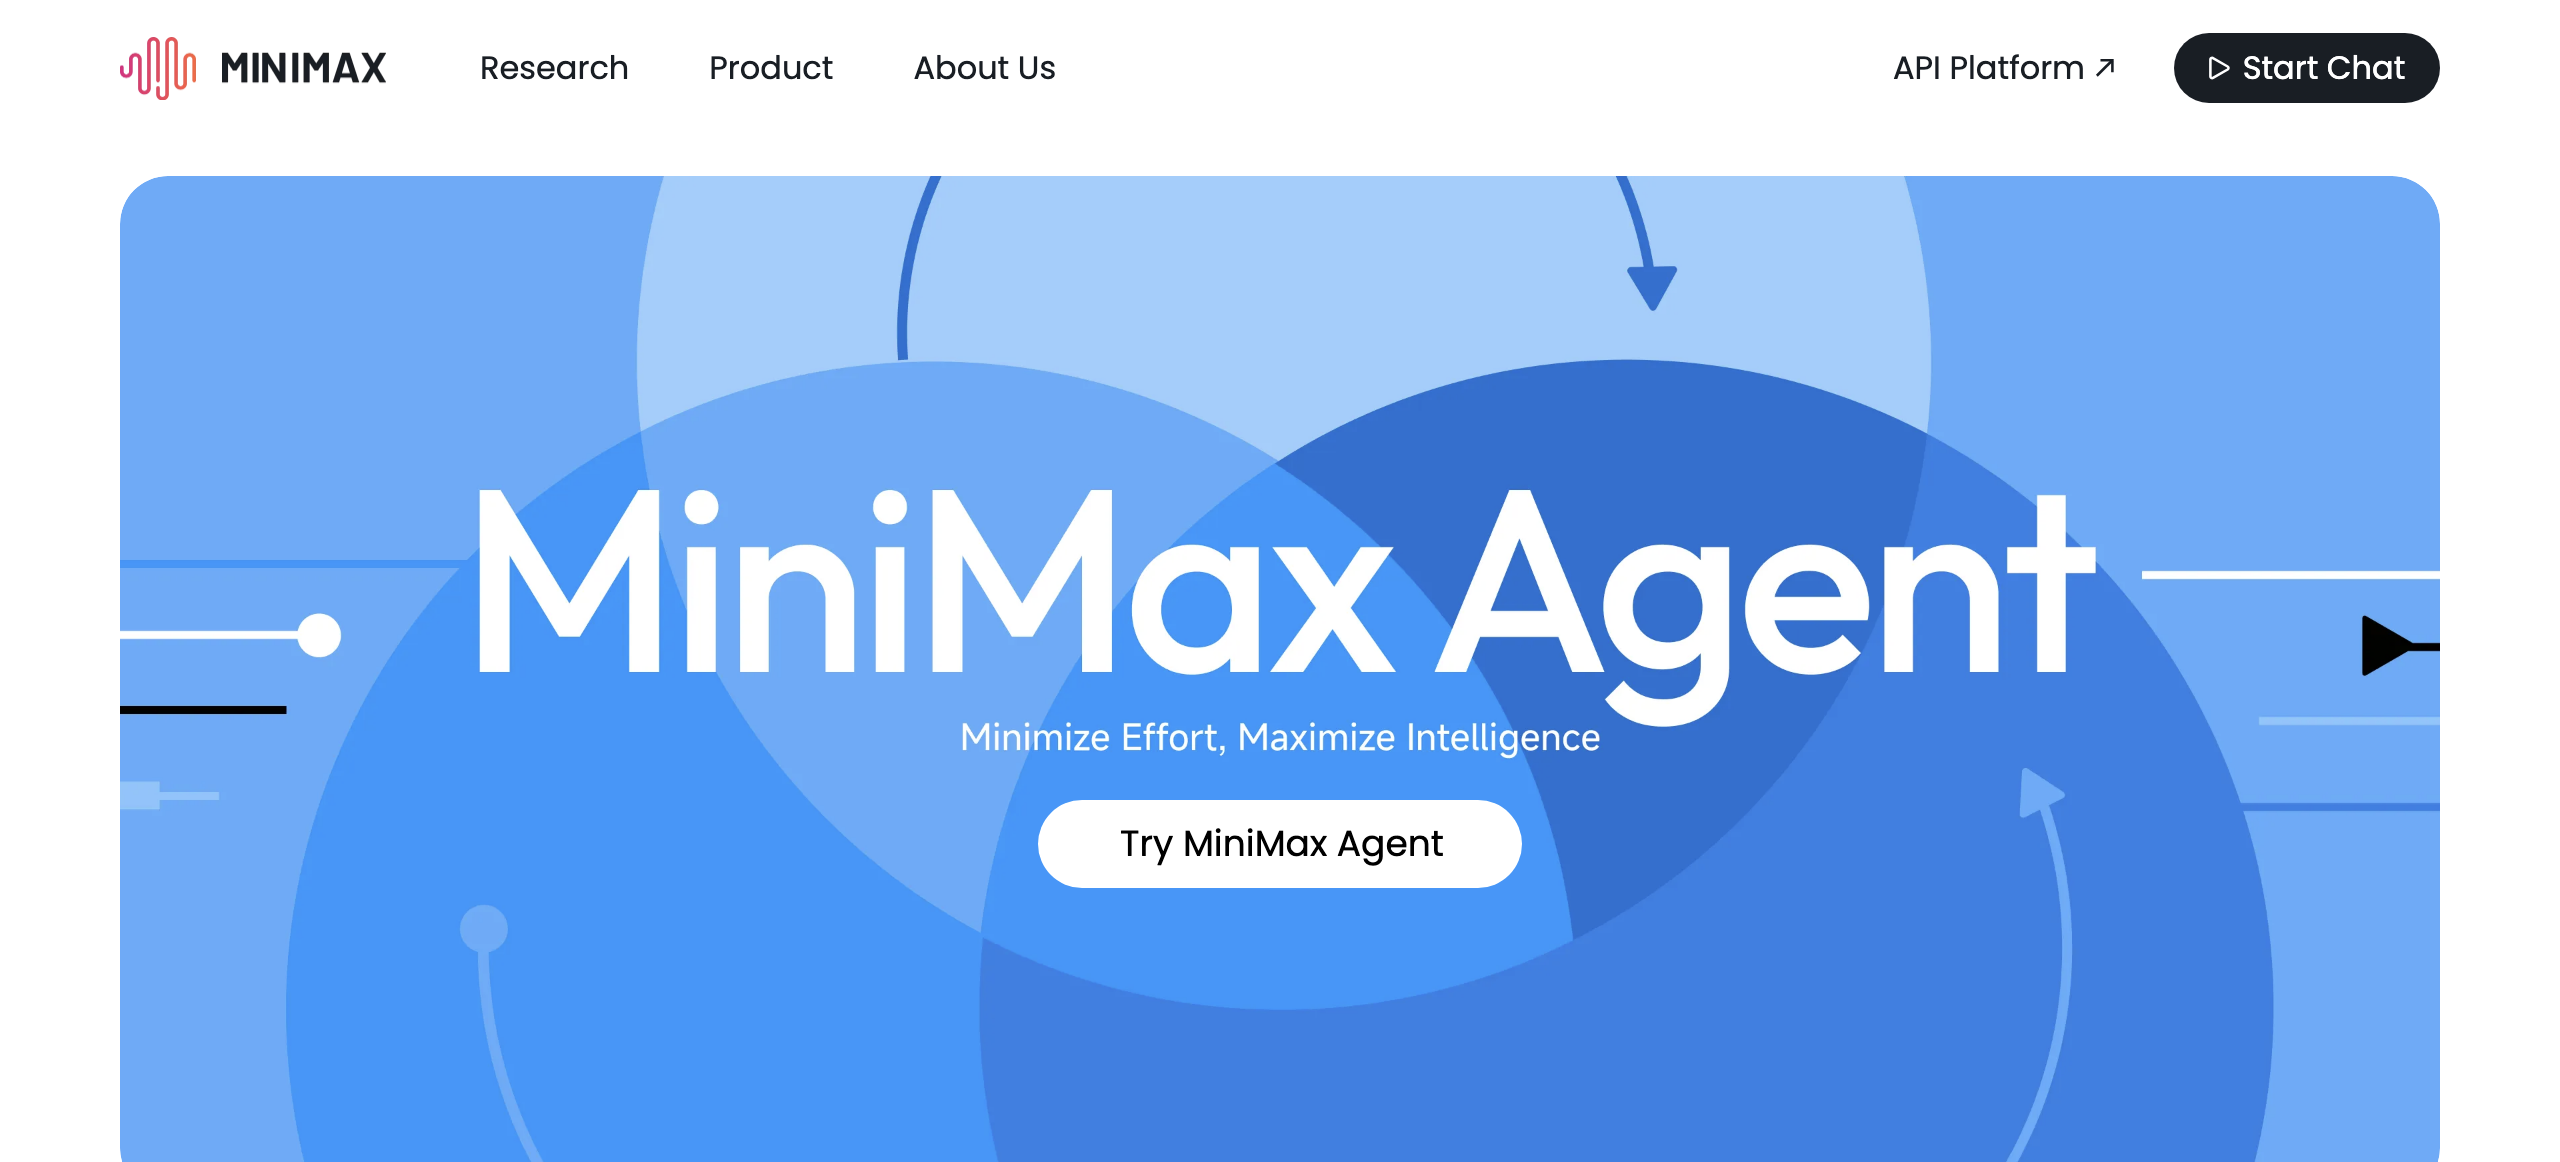 MINIMAX
Research
Product
About Us
API Platform ↗
Start Chat
MiniMax Agent
Minimize Effort, Maximize Intelligence
Try MiniMax Agent